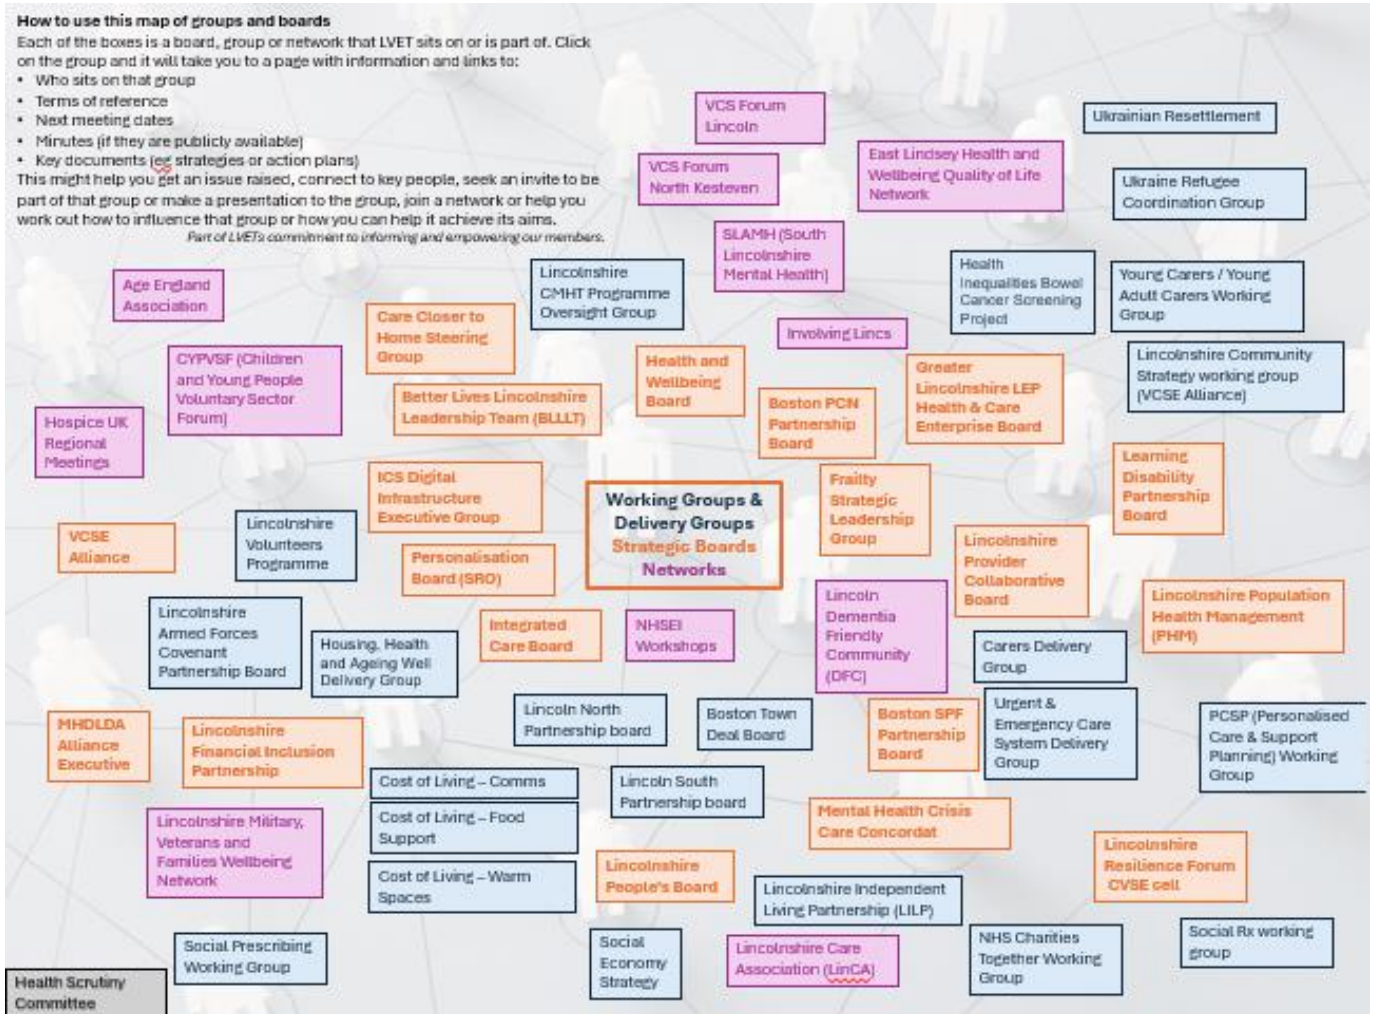 How to use this map of groups and boards
Each of the boxes is a board, group or network that LVET sits on or is part of. Click
on the group and it will take you to a page with information and links to:
• Who sits on that group
• Terms of reference
• Next meeting dates
• Minutes (if they are publicly available)
• Key documents (eg strategies or action plans)
This might help you get an issue raised, connect to key people, seek an invite to be
part of that group or make a presentation to the group, join a network or help you
work out how to influence that group or how you can help it achieve its aims.
Part of LVETs commitment to informing and empowering our members.
VCS Forum
Lincoln
Ukrainian Resettlement
VCS Forum
North Kesteven
East Lindsey Health and
Wellbeing Quality of Life
Network
Ukraine Refugee
Coordination Group
SLAMH (South
Lincolnshire
Mental Health)
Age England
Association
Lincolnshire
CMHT Programme
Oversight Group
Health
Inequalities Bowel
Cancer Screening
Project
Young Carers / Young
Adult Carers Working
Group
Care Closer to
Home Steering
Group
Involving Lincs
CYPVSF (Children
and Young People
Voluntary Sector
Forum)
Health and
Wellbeing
Board
Greater
Lincolnshire LEP
Health & Care
Enterprise Board
Lincolnshire Community
Strategy working group
(VCSE Alliance)
Better Lives Lincolnshire
Leadership Team (BLLLT)
Boston PCN
Partnership
Board
Hospice UK
Regional
Meetings
Learning
Disability
Partnership
Board
ICS Digital
Infrastructure
Executive Group
Frailty
Strategic
Leadership
Group
Working Groups &
Delivery Groups
Strategic Boards
Networks
VCSE
Alliance
Lincolnshire
Volunteers
Programme
Personalisation
Board (SRO)
Lincolnshire
Provider
Collaborative
Board
Lincoln
Dementia
Friendly
Community
(DFC)
Lincolnshire Population
Health Management
(PHM)
Lincolnshire
Armed Forces
Covenant
Partnership Board
Housing, Health
and Ageing Well
Delivery Group
Integrated
Care Board
NHSEI
Workshops
Carers Delivery
Group
MHDLDA
Alliance
Executive
Lincolnshire
Financial Inclusion
Partnership
Lincoln North
Partnership board
Boston Town
Deal Board
Boston SPF
Partnership
Board
Urgent &
Emergency Care
System Delivery
Group
PCSP (Personalised
Care & Support
Planning) Working
Group
Cost of Living – Comms
Lincoln South
Partnership board
Cost of Living – Food
Support
Mental Health Crisis
Care Concordat
Lincolnshire Military,
Veterans and
Families Wellbeing
Network
Cost of Living – Warm
Spaces
Lincolnshire
People's Board
Lincolnshire Independent
Living Partnership (LILP)
Lincolnshire
Resilience Forum
CVSE cell
Social Prescribing
Working Group
Social
Economy
Strategy
Lincolnshire Care
Association (LinCA)
NHS Charities
Together Working
Group
Social Rx working
group
Health Scrutiny
Committee